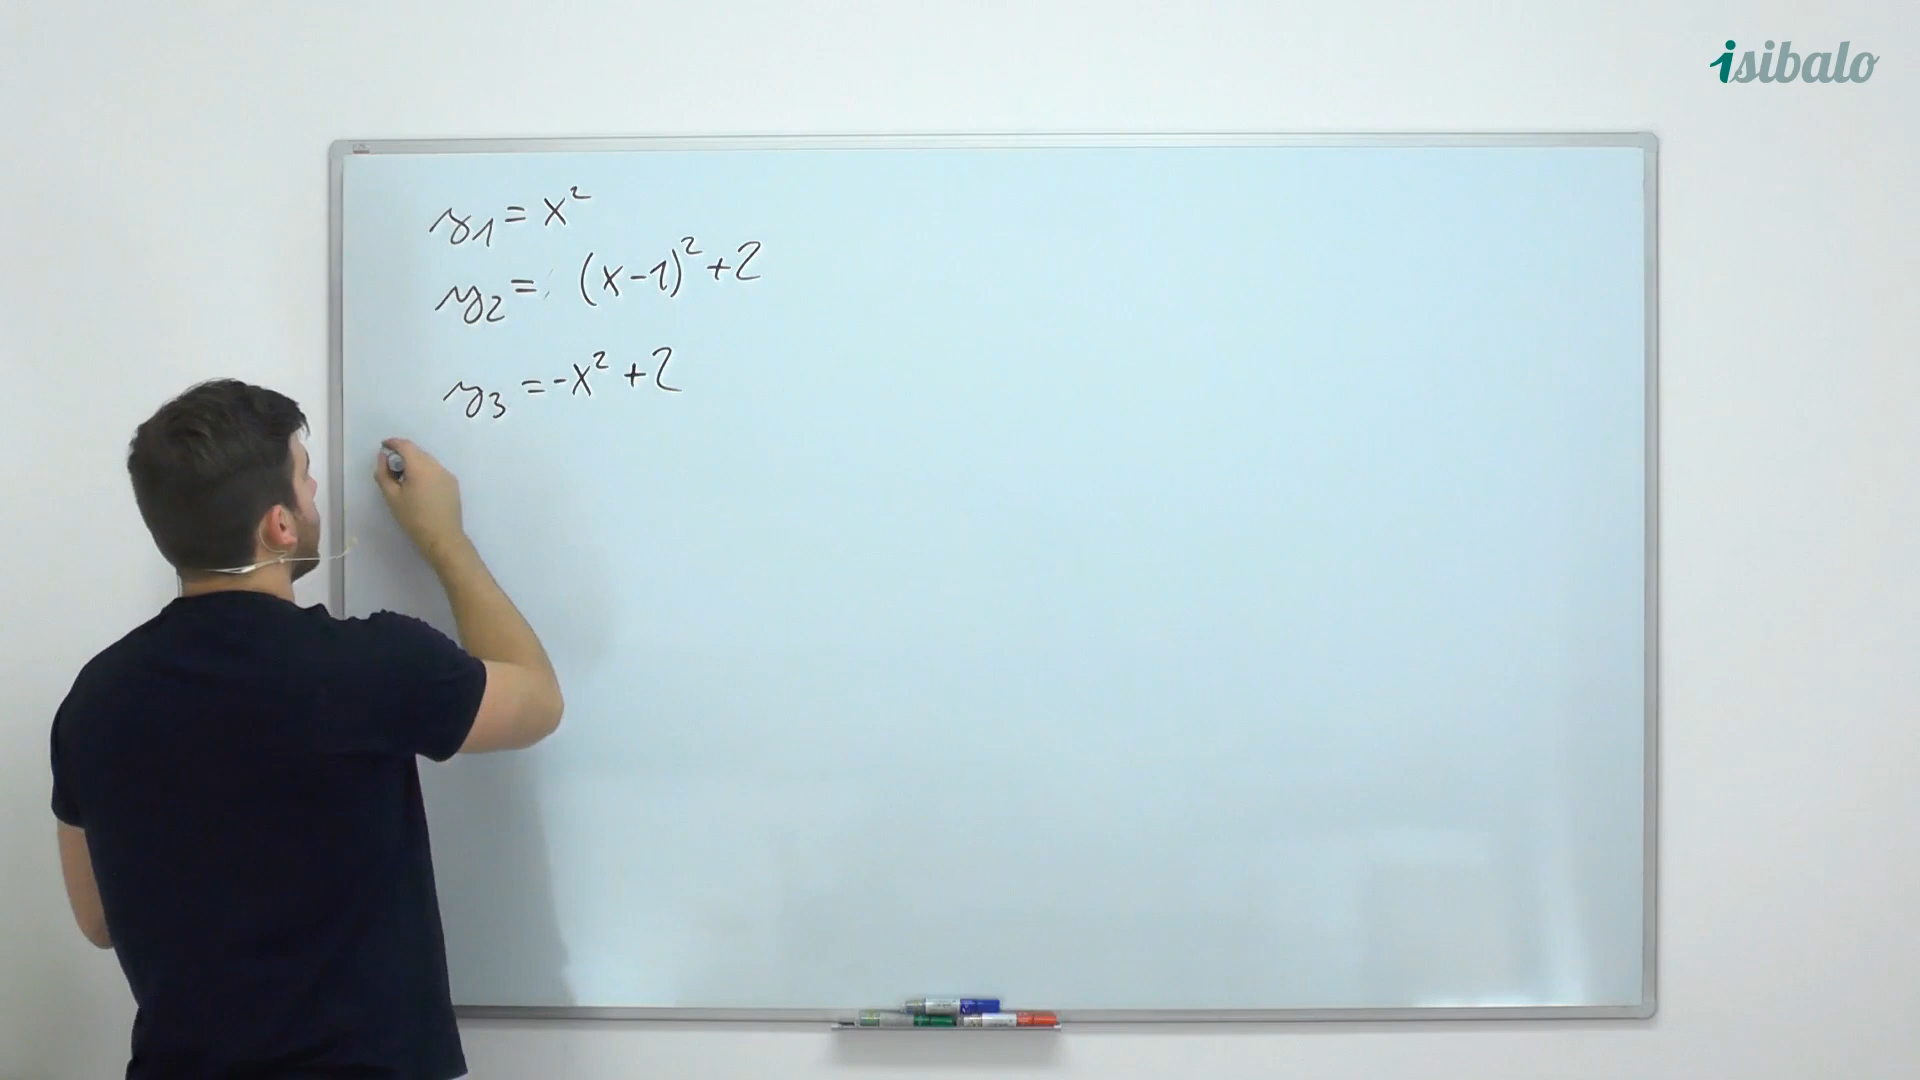 isibalo
y₁ = x²
y₂ = (x-1)² + 2
y₃ = -x² + 2